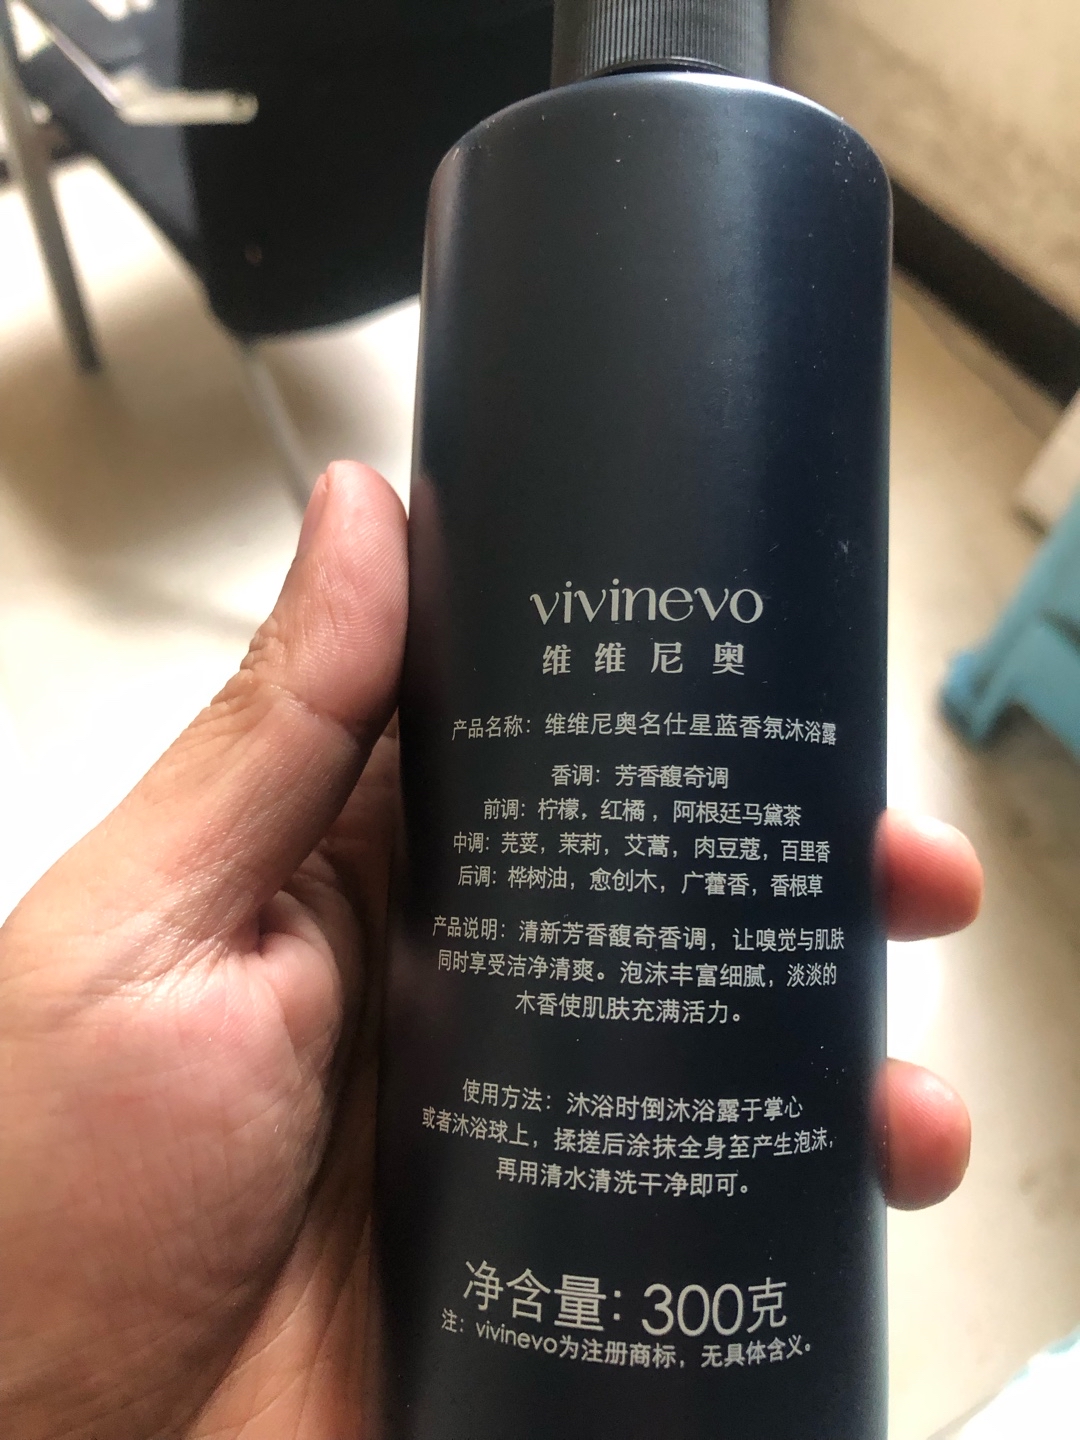 vivinevo
维维尼奥
产品名称：维维尼奥名仕星蓝香氛沐浴露
香调：芳香馥奇调
前调：柠檬，红橘，阿根廷马黛茶
中调：芫荽，茉莉，艾蒿，肉豆蔻，百里香
后调：桦树油，愈创木，广藿香，香根草
产品说明：清新芳香馥奇香调，让嗅觉与肌肤
同时享受洁净清爽。泡沫丰富细腻，淡淡的
木香使肌肤充满活力。
使用方法：沐浴时倒沐浴露于掌心
或者沐浴球上，揉搓后涂抹全身至产生泡沫，
再用清水清洗干净即可。
净含量：300克
注：vivinevo为注册商标，无具体含义。